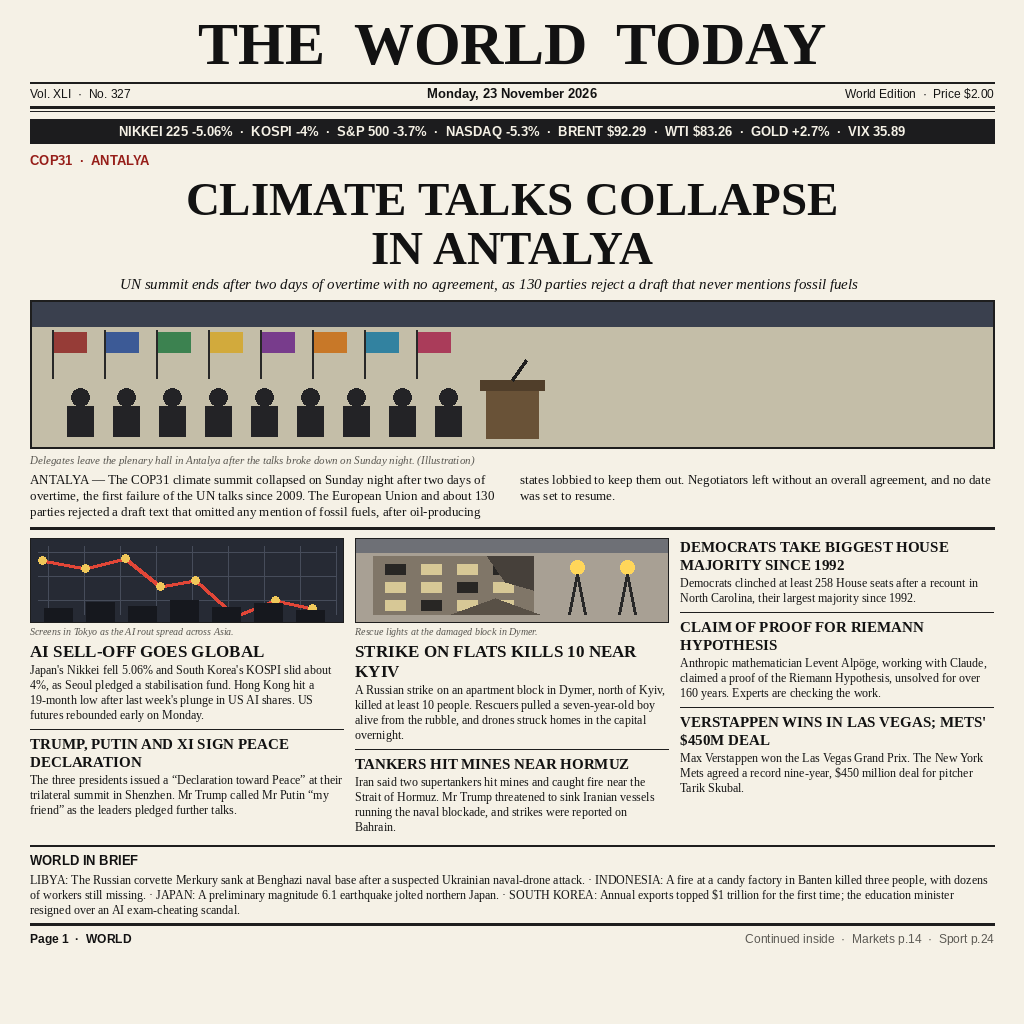 THE WORLD TODAY
Vol. XLI · No. 327
Monday, 23 November 2026
World Edition · Price $2.00
NIKKEI 225 -5.06% · KOSPI -4% · S&P 500 -3.7% · NASDAQ -5.3% · BRENT $92.29 · WTI $83.26 · GOLD +2.7% · VIX 35.89
COP31 · ANTALYA
CLIMATE TALKS COLLAPSE
IN ANTALYA
UN summit ends after two days of overtime with no agreement, as 130 parties reject a draft that never mentions fossil fuels
Delegates leave the plenary hall in Antalya after the talks broke down on Sunday night. (Illustration)
ANTALYA — The COP31 climate summit collapsed on Sunday night after two days of
overtime, the first failure of the UN talks since 2009. The European Union and about 130
parties rejected a draft text that omitted any mention of fossil fuels, after oil-producing
states lobbied to keep them out. Negotiators left without an overall agreement, and no date
was set to resume.
Screens in Tokyo as the AI rout spread across Asia.
AI SELL-OFF GOES GLOBAL
Japan's Nikkei fell 5.06% and South Korea's KOSPI slid about
4%, as Seoul pledged a stabilisation fund. Hong Kong hit a
19-month low after last week's plunge in US AI shares. US
futures rebounded early on Monday.
TRUMP, PUTIN AND XI SIGN PEACE
DECLARATION
The three presidents issued a “Declaration toward Peace” at their
trilateral summit in Shenzhen. Mr Trump called Mr Putin “my
friend” as the leaders pledged further talks.
Rescue lights at the damaged block in Dymer.
STRIKE ON FLATS KILLS 10 NEAR
KYIV
A Russian strike on an apartment block in Dymer, north of Kyiv,
killed at least 10 people. Rescuers pulled a seven-year-old boy
alive from the rubble, and drones struck homes in the capital
overnight.
TANKERS HIT MINES NEAR HORMUZ
Iran said two supertankers hit mines and caught fire near the
Strait of Hormuz. Mr Trump threatened to sink Iranian vessels
running the naval blockade, and strikes were reported on
Bahrain.
DEMOCRATS TAKE BIGGEST HOUSE
MAJORITY SINCE 1992
Democrats clinched at least 258 House seats after a recount in
North Carolina, their largest majority since 1992.
CLAIM OF PROOF FOR RIEMANN
HYPOTHESIS
Anthropic mathematician Levent Alpöge, working with Claude,
claimed a proof of the Riemann Hypothesis, unsolved for over
160 years. Experts are checking the work.
VERSTAPPEN WINS IN LAS VEGAS; METS'
$450M DEAL
Max Verstappen won the Las Vegas Grand Prix. The New York
Mets agreed a record nine-year, $450 million deal for pitcher
Tarik Skubal.
WORLD IN BRIEF
LIBYA: The Russian corvette Merkury sank at Benghazi naval base after a suspected Ukrainian naval-drone attack. · INDONESIA: A fire at a candy factory in Banten killed three people, with dozens
of workers still missing. · JAPAN: A preliminary magnitude 6.1 earthquake jolted northern Japan. · SOUTH KOREA: Annual exports topped $1 trillion for the first time; the education minister
resigned over an AI exam-cheating scandal.
Page 1 · WORLD
Continued inside · Markets p.14 · Sport p.24